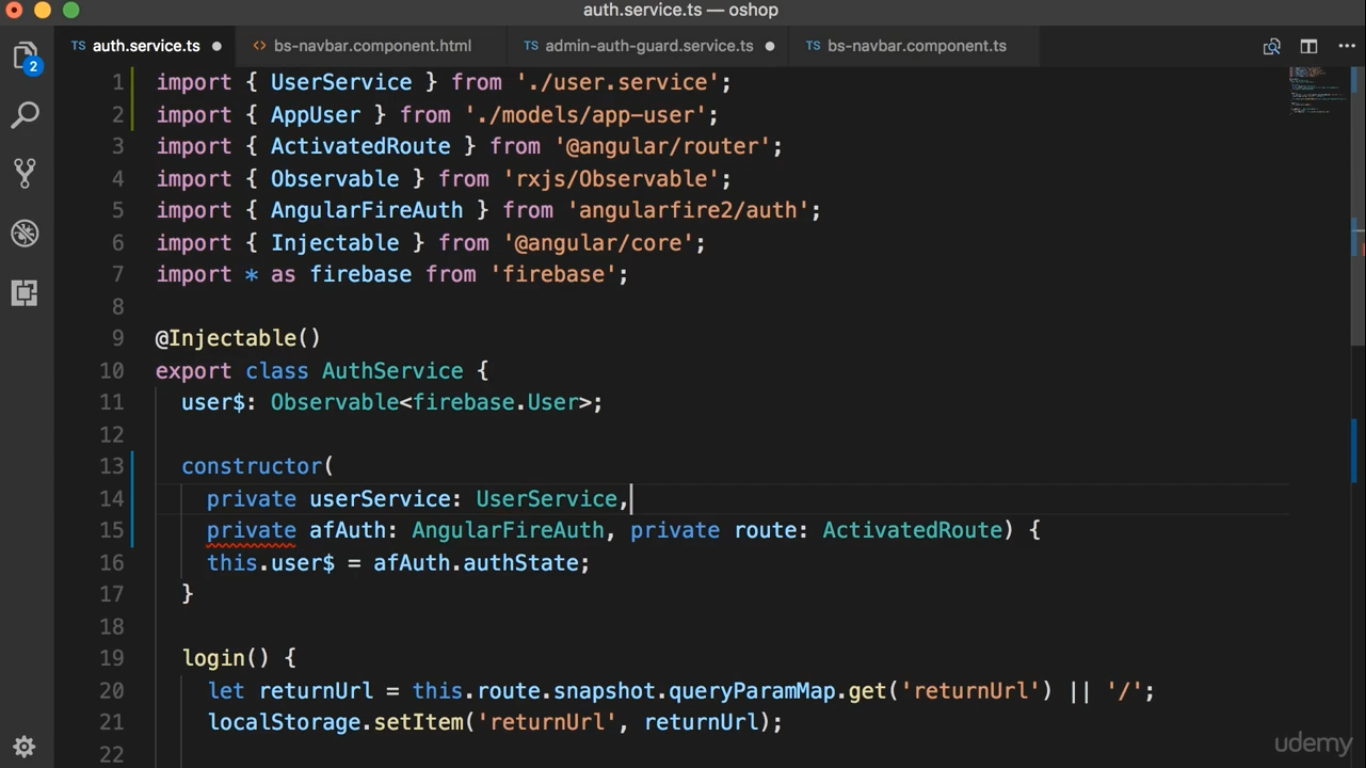 auth.service.ts — oshop
TS auth.service.ts ● <> bs-navbar.component.html TS admin-auth-guard.service.ts ● TS bs-navbar.component.ts
2
1 import { UserService } from './user.service';
2 import { AppUser } from './models/app-user';
3 import { ActivatedRoute } from '@angular/router';
4 import { Observable } from 'rxjs/Observable';
5 import { AngularFireAuth } from 'angularfire2/auth';
6 import { Injectable } from '@angular/core';
7 import * as firebase from 'firebase';
8
9 @Injectable()
10 export class AuthService {
11 user$: Observable<firebase.User>;
12
13 constructor(
14 private userService: UserService,
15 private afAuth: AngularFireAuth, private route: ActivatedRoute) {
16 this.user$ = afAuth.authState;
17 }
18
19 login() {
20 let returnUrl = this.route.snapshot.queryParamMap.get('returnUrl') || '/';
21 localStorage.setItem('returnUrl', returnUrl);
22
udemy